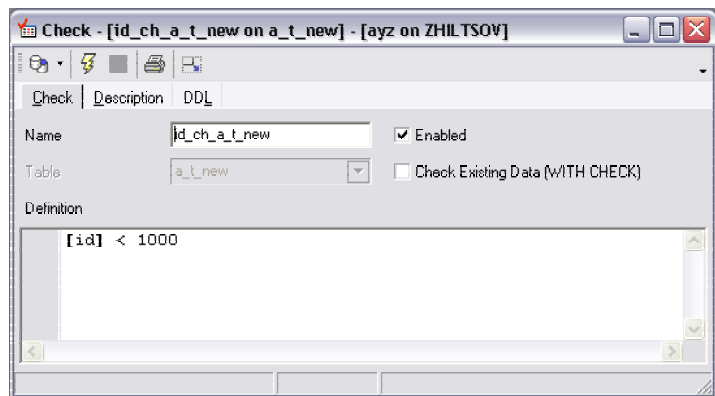 Check - [id_ch_a_t_new on a_t_new] - [ayz on ZHILTSOV]
Check Description DDL
Name id_ch_a_t_new Enabled
Table a_t_new Check Existing Data (WITH CHECK)
Definition
[id] < 1000